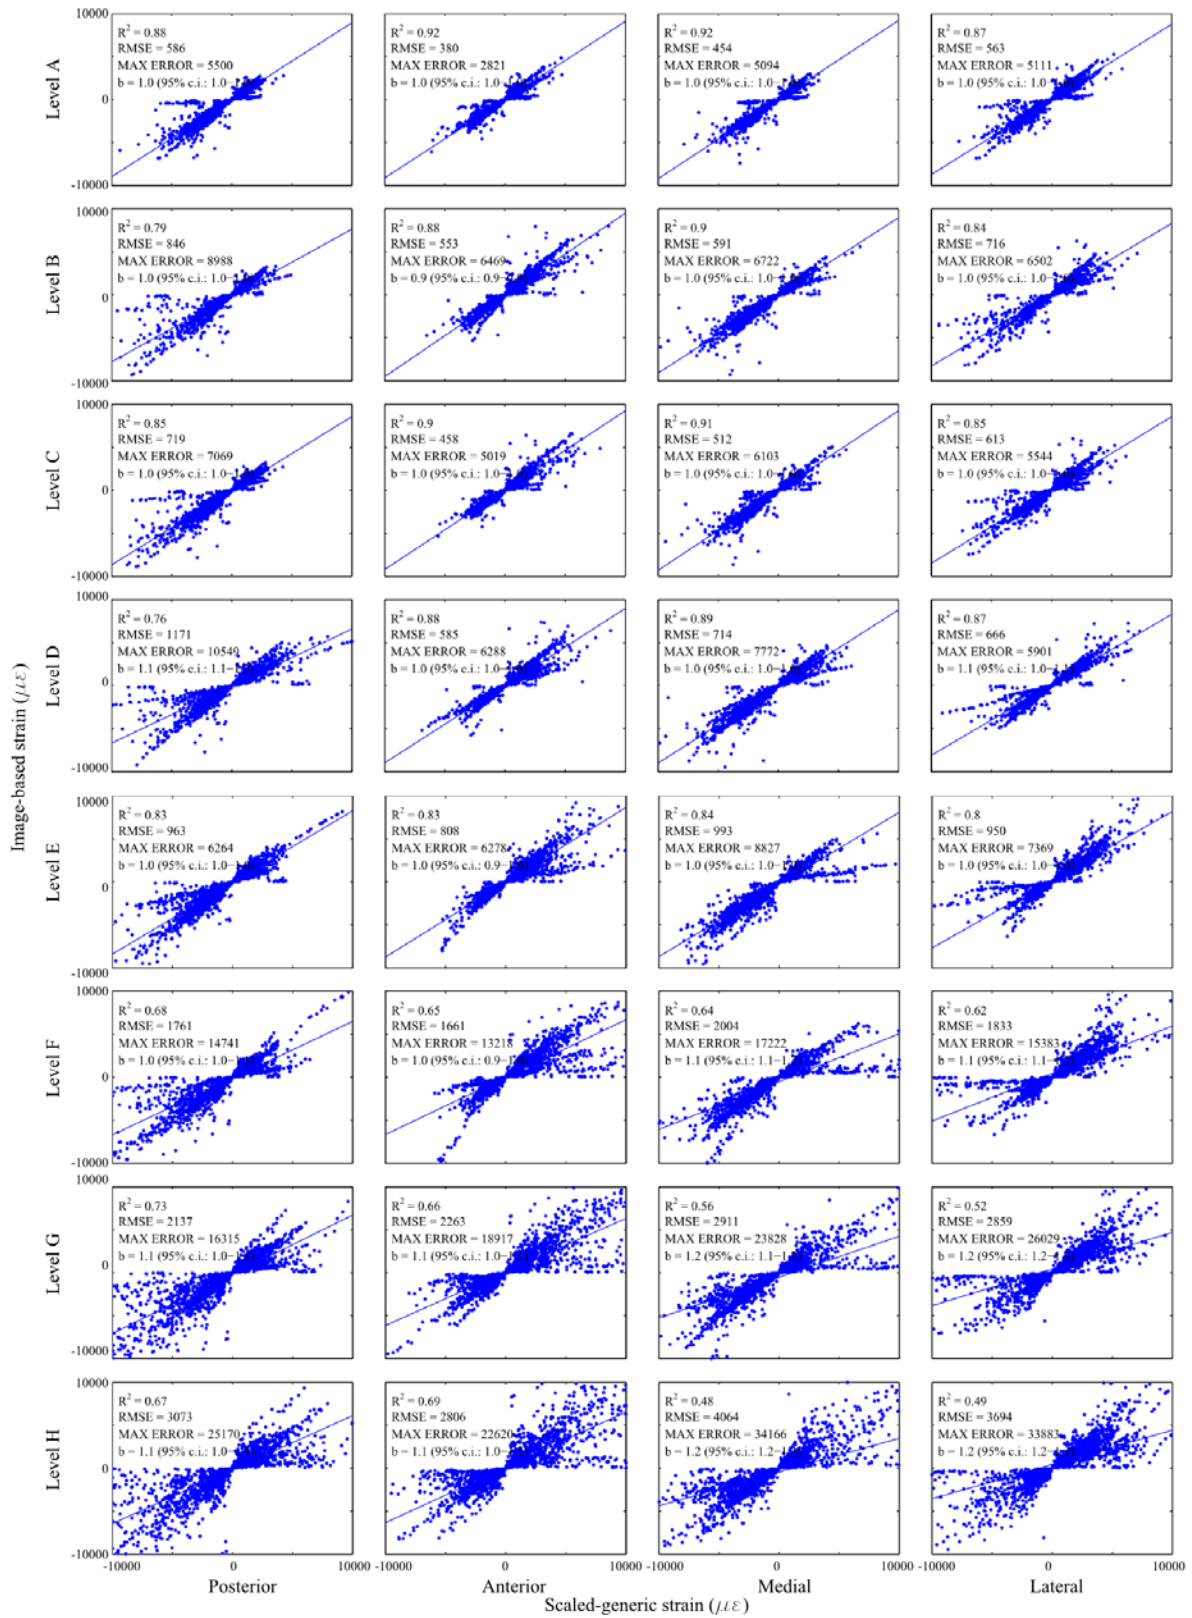 10000
0
-10000
Level A
R² = 0.88
RMSE = 586
MAX ERROR = 5500
b = 1.0 (95% c.i.: 1.0–
R² = 0.92
RMSE = 380
MAX ERROR = 2821
b = 1.0 (95% c.i.: 1.0–
R² = 0.92
RMSE = 454
MAX ERROR = 5094
b = 1.0 (95% c.i.: 1.0–
R² = 0.87
RMSE = 563
MAX ERROR = 5111
b = 1.0 (95% c.i.: 1.0–
10000
0
-10000
Level B
R² = 0.79
RMSE = 846
MAX ERROR = 8988
b = 1.0 (95% c.i.: 1.0–
R² = 0.88
RMSE = 553
MAX ERROR = 6469
b = 0.9 (95% c.i.: 0.9–
R² = 0.9
RMSE = 591
MAX ERROR = 6722
b = 1.0 (95% c.i.: 1.0–
R² = 0.84
RMSE = 716
MAX ERROR = 6502
b = 1.0 (95% c.i.: 1.0–
10000
0
-10000
Level C
R² = 0.85
RMSE = 719
MAX ERROR = 7069
b = 1.0 (95% c.i.: 1.0–
R² = 0.9
RMSE = 458
MAX ERROR = 5019
b = 1.0 (95% c.i.: 1.0–
R² = 0.91
RMSE = 512
MAX ERROR = 6103
b = 1.0 (95% c.i.: 1.0–
R² = 0.85
RMSE = 613
MAX ERROR = 5544
b = 1.0 (95% c.i.: 1.0–
10000
0
-10000
Level D
R² = 0.76
RMSE = 1171
MAX ERROR = 10549
b = 1.1 (95% c.i.: 1.1–
R² = 0.88
RMSE = 585
MAX ERROR = 6288
b = 1.0 (95% c.i.: 1.0–
R² = 0.89
RMSE = 714
MAX ERROR = 7772
b = 1.0 (95% c.i.: 1.0–
R² = 0.87
RMSE = 666
MAX ERROR = 5901
b = 1.1 (95% c.i.: 1.0–
Image-based strain (με)
10000
0
-10000
Level E
R² = 0.83
RMSE = 963
MAX ERROR = 6264
b = 1.0 (95% c.i.: 1.0–
R² = 0.83
RMSE = 808
MAX ERROR = 6278
b = 1.0 (95% c.i.: 0.9–
R² = 0.84
RMSE = 993
MAX ERROR = 8827
b = 1.0 (95% c.i.: 1.0–
R² = 0.8
RMSE = 950
MAX ERROR = 7369
b = 1.0 (95% c.i.: 1.0–
10000
0
-10000
Level F
R² = 0.68
RMSE = 1761
MAX ERROR = 14741
b = 1.0 (95% c.i.: 1.0–
R² = 0.65
RMSE = 1661
MAX ERROR = 13218
b = 1.0 (95% c.i.: 0.9–
R² = 0.64
RMSE = 2004
MAX ERROR = 17222
b = 1.1 (95% c.i.: 1.1–
R² = 0.62
RMSE = 1833
MAX ERROR = 15383
b = 1.1 (95% c.i.: 1.1–
10000
0
-10000
Level G
R² = 0.73
RMSE = 2137
MAX ERROR = 16315
b = 1.1 (95% c.i.: 1.0–
R² = 0.66
RMSE = 2263
MAX ERROR = 18917
b = 1.1 (95% c.i.: 1.0–
R² = 0.56
RMSE = 2911
MAX ERROR = 23828
b = 1.2 (95% c.i.: 1.1–
R² = 0.52
RMSE = 2859
MAX ERROR = 26029
b = 1.2 (95% c.i.: 1.2–
10000
0
-10000
Level H
R² = 0.67
RMSE = 3073
MAX ERROR = 25170
b = 1.1 (95% c.i.: 1.0–
R² = 0.69
RMSE = 2806
MAX ERROR = 22620
b = 1.1 (95% c.i.: 1.0–
R² = 0.48
RMSE = 4064
MAX ERROR = 34166
b = 1.2 (95% c.i.: 1.2–
R² = 0.49
RMSE = 3694
MAX ERROR = 33883
b = 1.2 (95% c.i.: 1.2–
-10000 0 10000
-10000 0 10000
-10000 0 10000
-10000 0 10000
Posterior Anterior Medial Lateral
Scaled-generic strain (με)